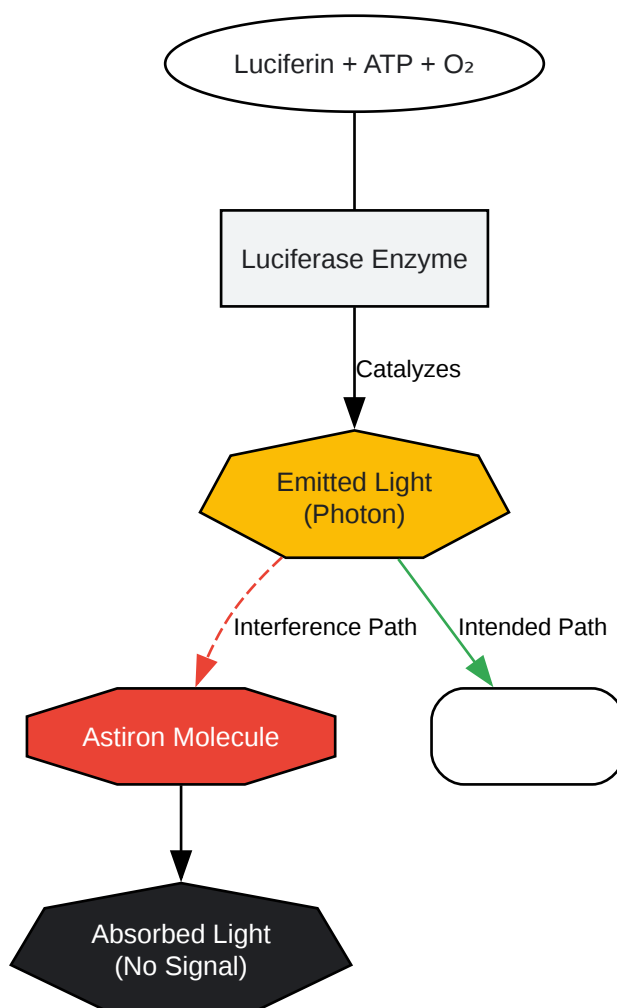 Luciferin + ATP + O₂
Luciferase Enzyme
Catalyzes
Emitted Light
(Photon)
Interference Path
Intended Path
Astiron Molecule
Absorbed Light
(No Signal)